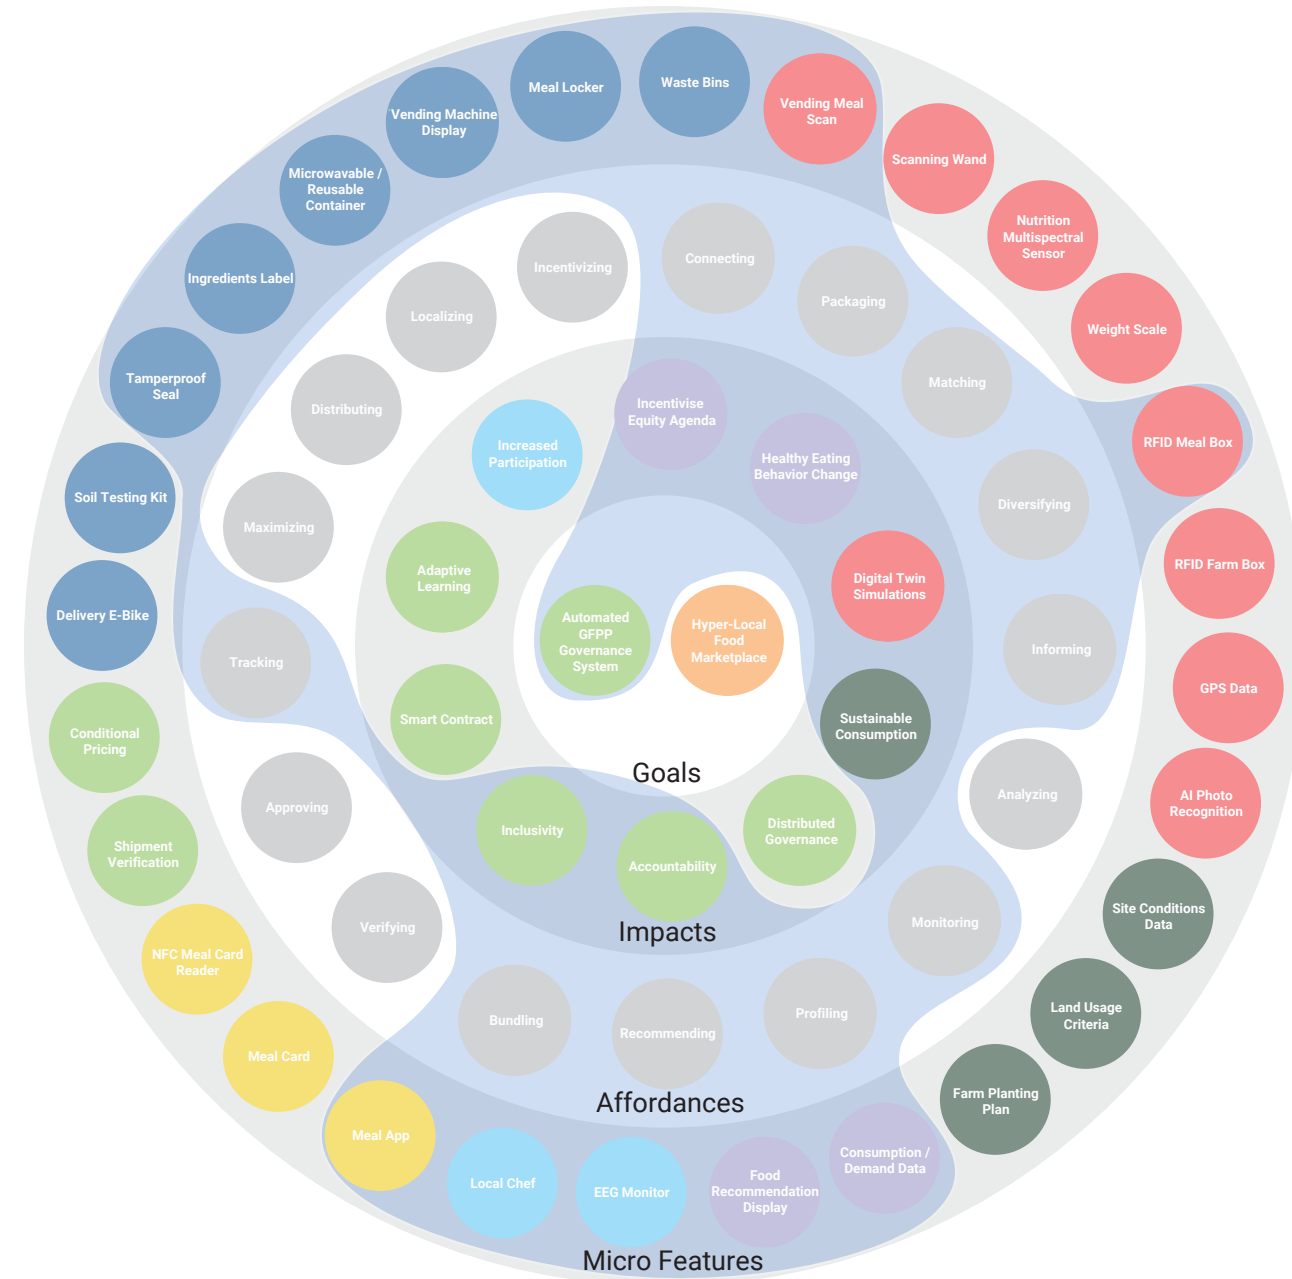 Meal Locker
Waste Bins
Vending Meal
Scan
Vending Machine
Display
Scanning Wand
Microwavable /
Reusable
Container
Nutrition
Multispectral
Sensor
Ingredients Label
Weight Scale
Tamperproof
Seal
RFID Meal Box
Soil Testing Kit
RFID Farm Box
Delivery E-Bike
GPS Data
Conditional
Pricing
AI Photo
Recognition
Shipment
Verification
Site Conditions
Data
NFC Meal Card
Reader
Land Usage
Criteria
Meal Card
Farm Planting
Plan
Meal App
Local Chef
EEG Monitor
Food
Recommendation
Display
Consumption /
Demand Data
Micro Features
Incentivizing
Connecting
Localizing
Packaging
Distributing
Matching
Maximizing
Diversifying
Tracking
Informing
Approving
Analyzing
Verifying
Monitoring
Bundling
Recommending
Profiling
Affordances
Incentivise
Equity Agenda
Increased
Participation
Healthy Eating
Behavior Change
Adaptive
Learning
Digital Twin
Simulations
Smart Contract
Sustainable
Consumption
Inclusivity
Accountability
Distributed
Governance
Impacts
Automated
GFPP
Governance
System
Hyper-Local
Food
Marketplace
Goals